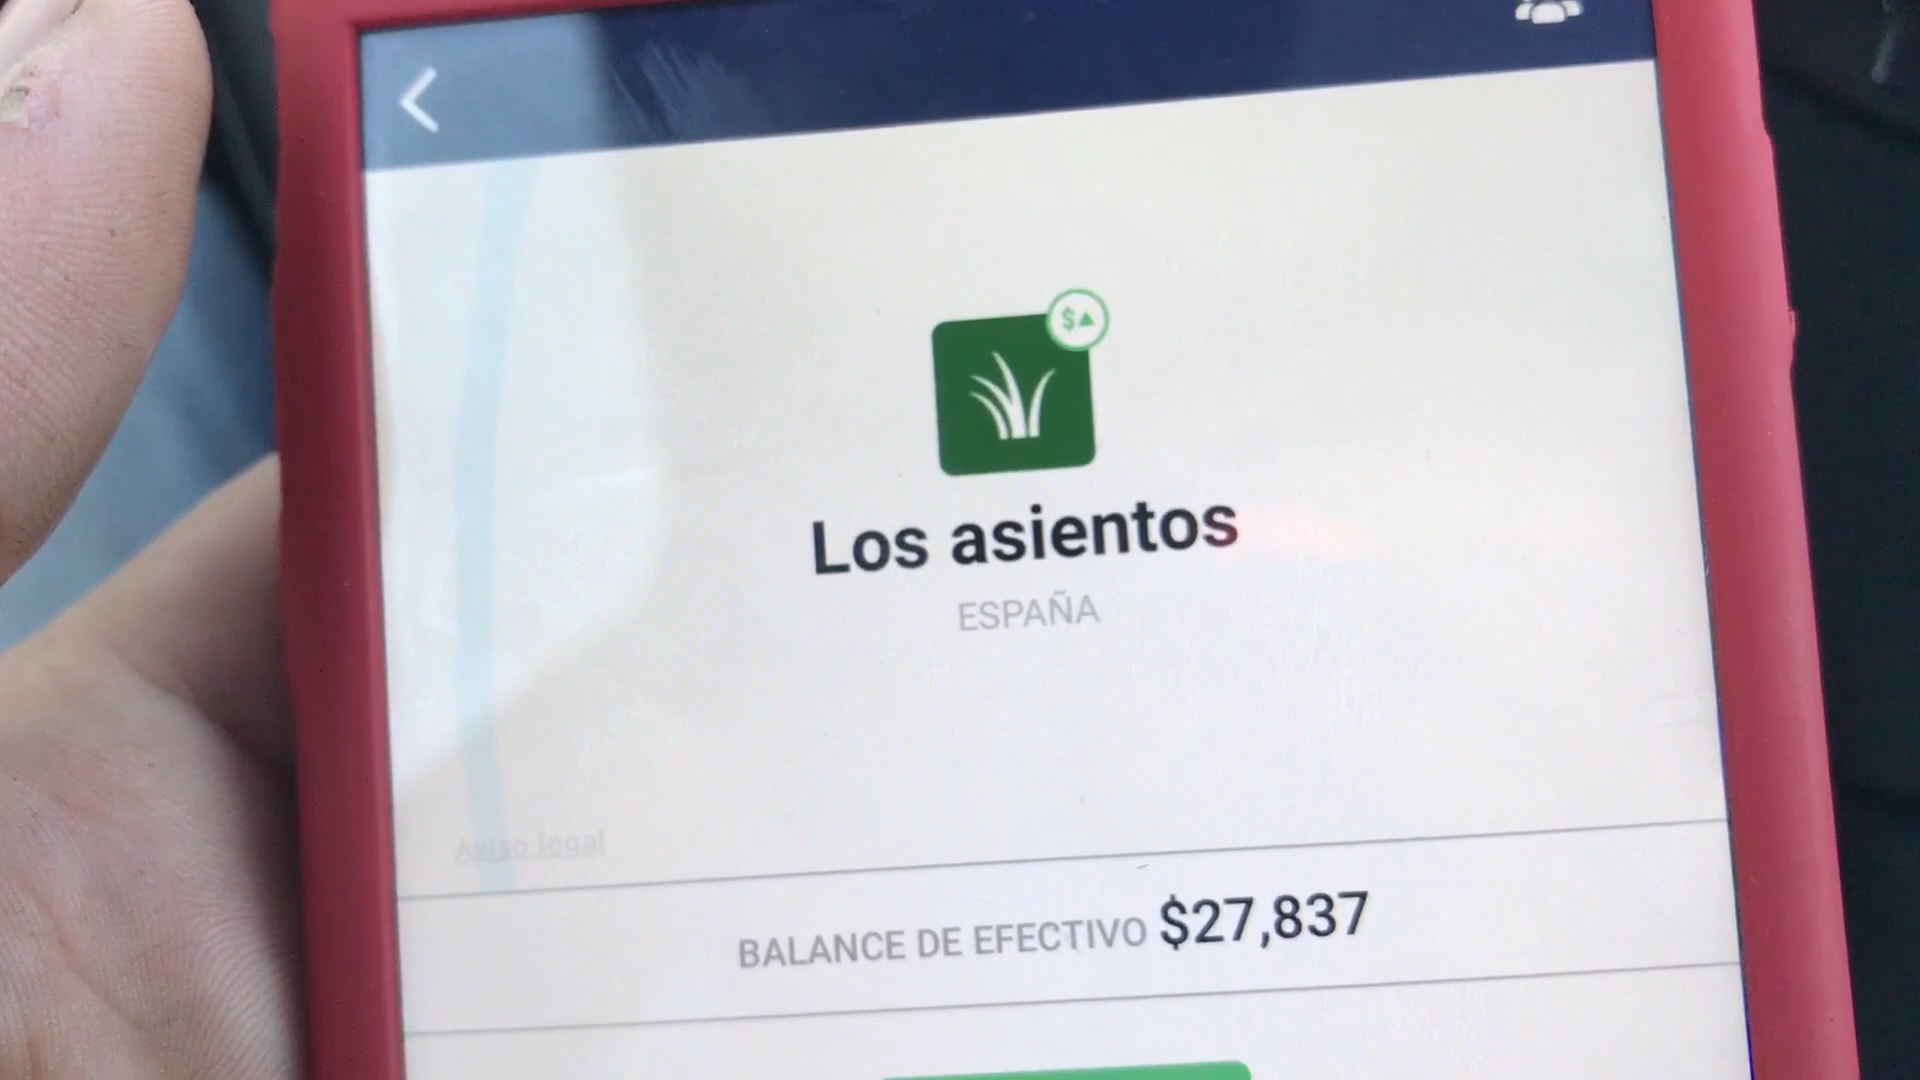 $
Los asientos
ESPAÑA
Aviso legal
BALANCE DE EFECTIVO $27,837